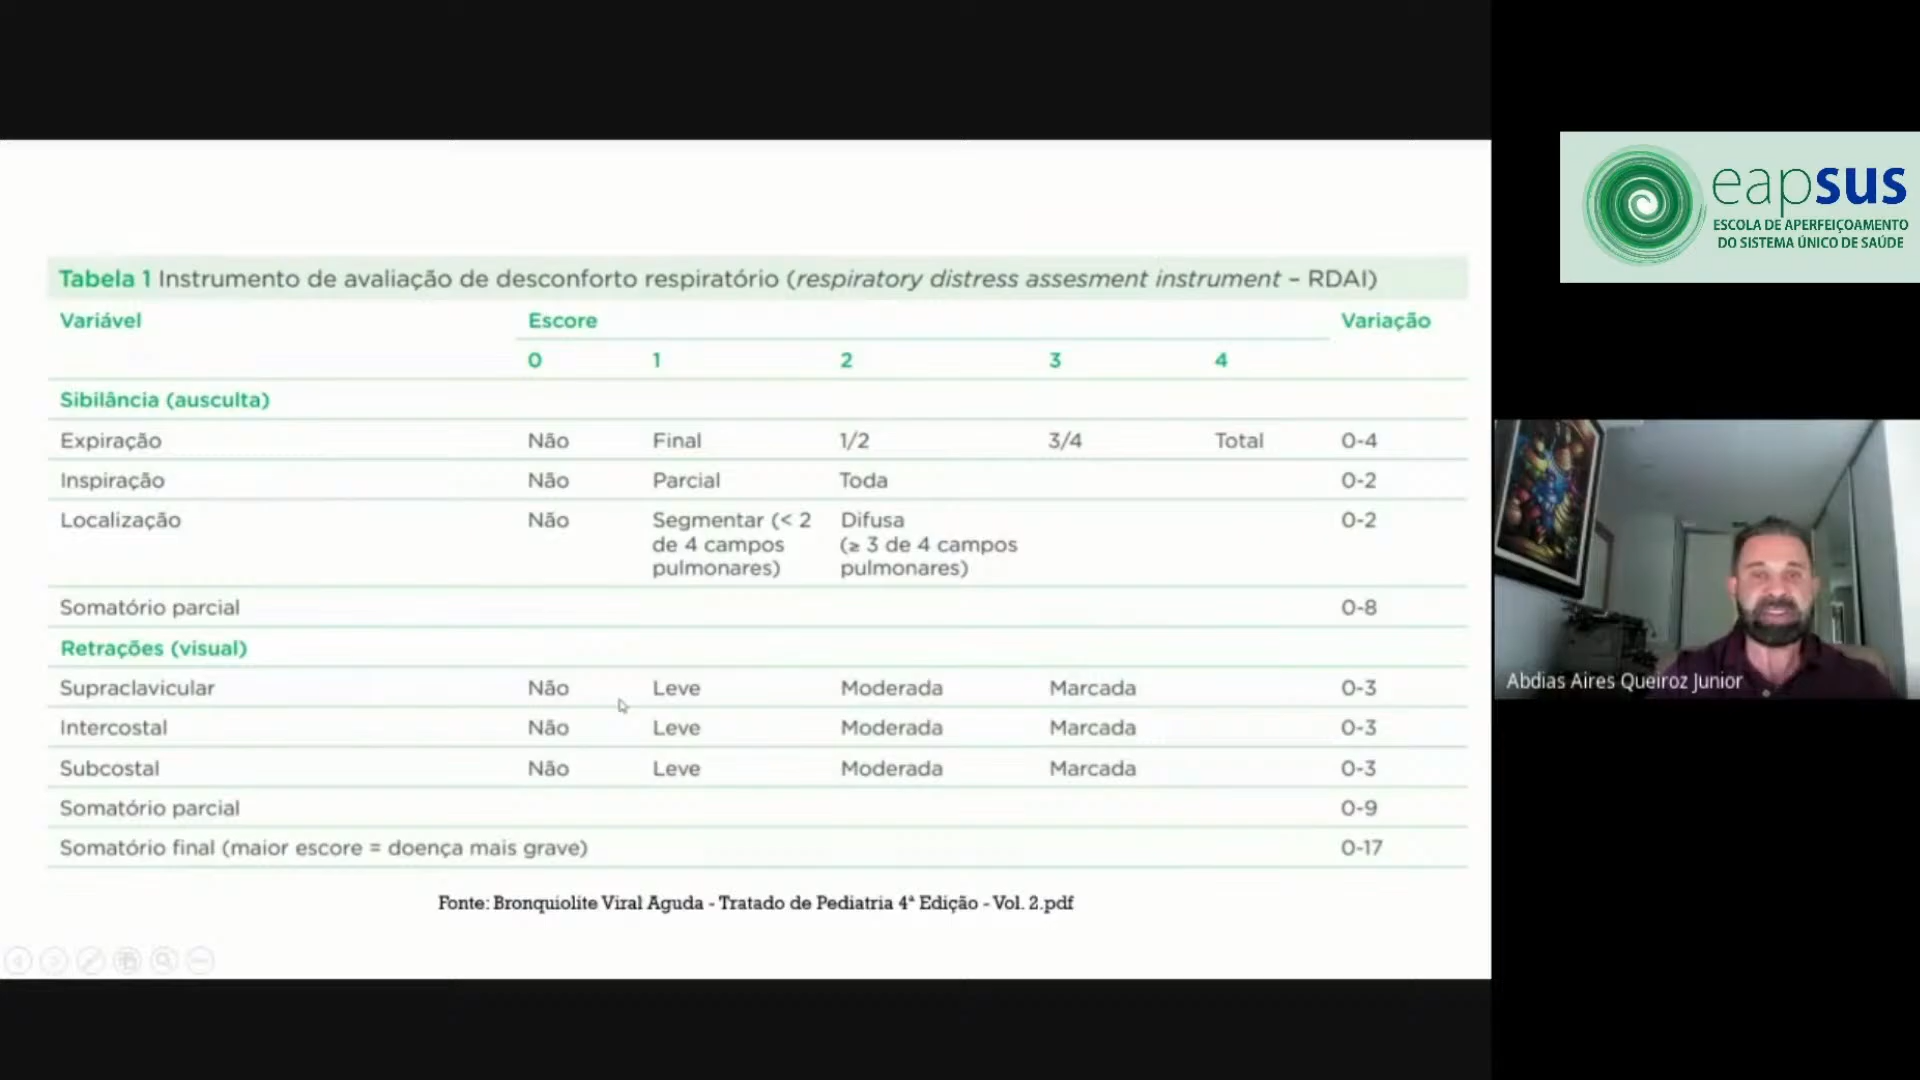 Tabela 1 Instrumento de avaliação de desconforto respiratório (respiratory distress assesment instrument – RDAI)
Variável Escore Variação
0 1 2 3 4
Sibilância (ausculta)
Expiração Não Final 1/2 3/4 Total 0-4
Inspiração Não Parcial Toda 0-2
Localização Não Segmentar (< 2 Difusa 0-2
de 4 campos (≥ 3 de 4 campos
pulmonares) pulmonares)
Somatório parcial 0-8
Retrações (visual)
Supraclavicular Não Leve Moderada Marcada 0-3
Intercostal Não Leve Moderada Marcada 0-3
Subcostal Não Leve Moderada Marcada 0-3
Somatório parcial 0-9
Somatório final (maior escore = doença mais grave) 0-17
Fonte: Bronquiolite Viral Aguda - Tratado de Pediatria 4ª Edição - Vol. 2.pdf
eapsus
ESCOLA DE APERFEIÇOAMENTO
DO SISTEMA ÚNICO DE SAÚDE
Abdias Aires Queiroz Junior